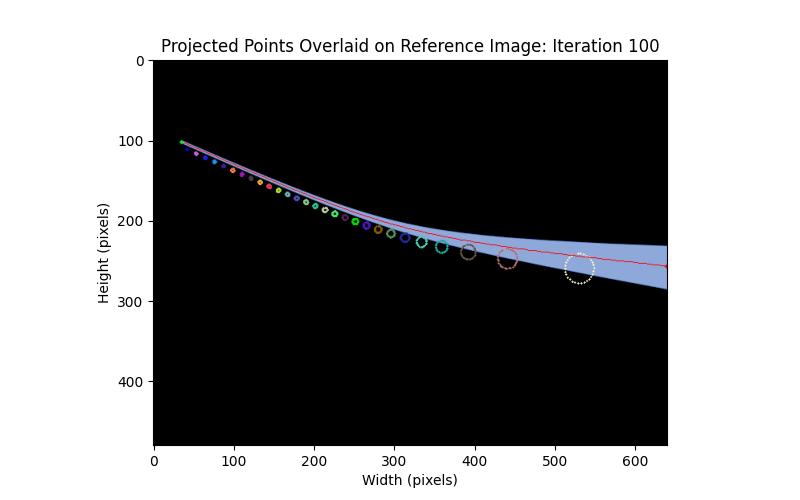 Projected Points Overlaid on Reference Image: Iteration 100
0
100
200
300
400
Height (pixels)
0 100 200 300 400 500 600
Width (pixels)